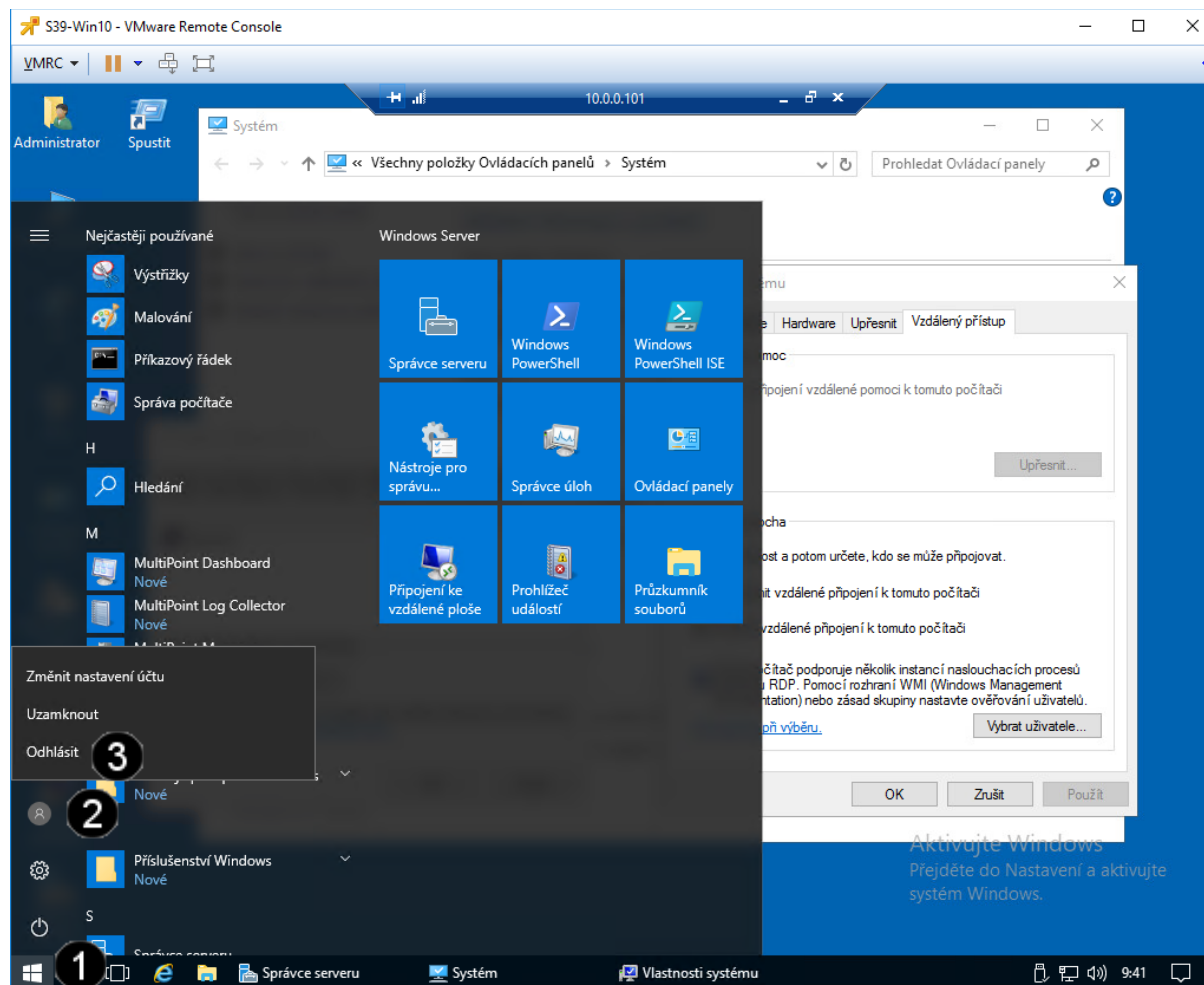 S39-Win10 - VMware Remote Console
VMRC
10.0.0.101
Administrator
Spustit
Systém
« Všechny položky Ovládacích panelů › Systém
Prohledat Ovládací panely
?
Nejčastěji používané
Výstřižky
Malování
Příkazový řádek
Správa počítače
H
Hledání
M
MultiPoint Dashboard
Nové
MultiPoint Log Collector
Nové
Změnit nastavení účtu
Uzamknout
Odhlásit
3
Nové
2
Příslušenství Windows
Nové
S
Správce serveru
Windows Server
Správce serveru
Windows
PowerShell
Windows
PowerShell ISE
Nástroje pro
správu...
Správce úloh
Ovládací panely
Připojení ke
vzdálené ploše
Prohlížeč
událostí
Průzkumník
souborů
Hardware
Upřesnit
Vzdálený přístup
vzdálené pomoci k tomuto počítači
Upřesnit...
a potom určete, kdo se může připojovat.
vzdálené připojení k tomuto počítači
vzdálené připojení k tomuto počítači
podporuje několik instancí naslouchacích procesů
RDP. Pomocí rozhraní WMI (Windows Management
nebo zásad skupiny nastavte ověřování uživatelů.
při výběru.
Vybrat uživatele...
OK
Zrušit
Použít
Aktivujte Windows
Přejděte do Nastavení a aktivujte
systém Windows.
1
Správce serveru
Systém
Vlastnosti systému
9:41